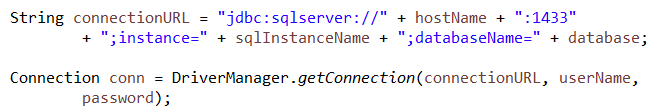 String connectionURL = "jdbc:sqlserver://" + hostName + ":1433"
        + ";instance=" + sqlInstanceName + ";databaseName=" + database;

Connection conn = DriverManager.getConnection(connectionURL, userName,
        password);